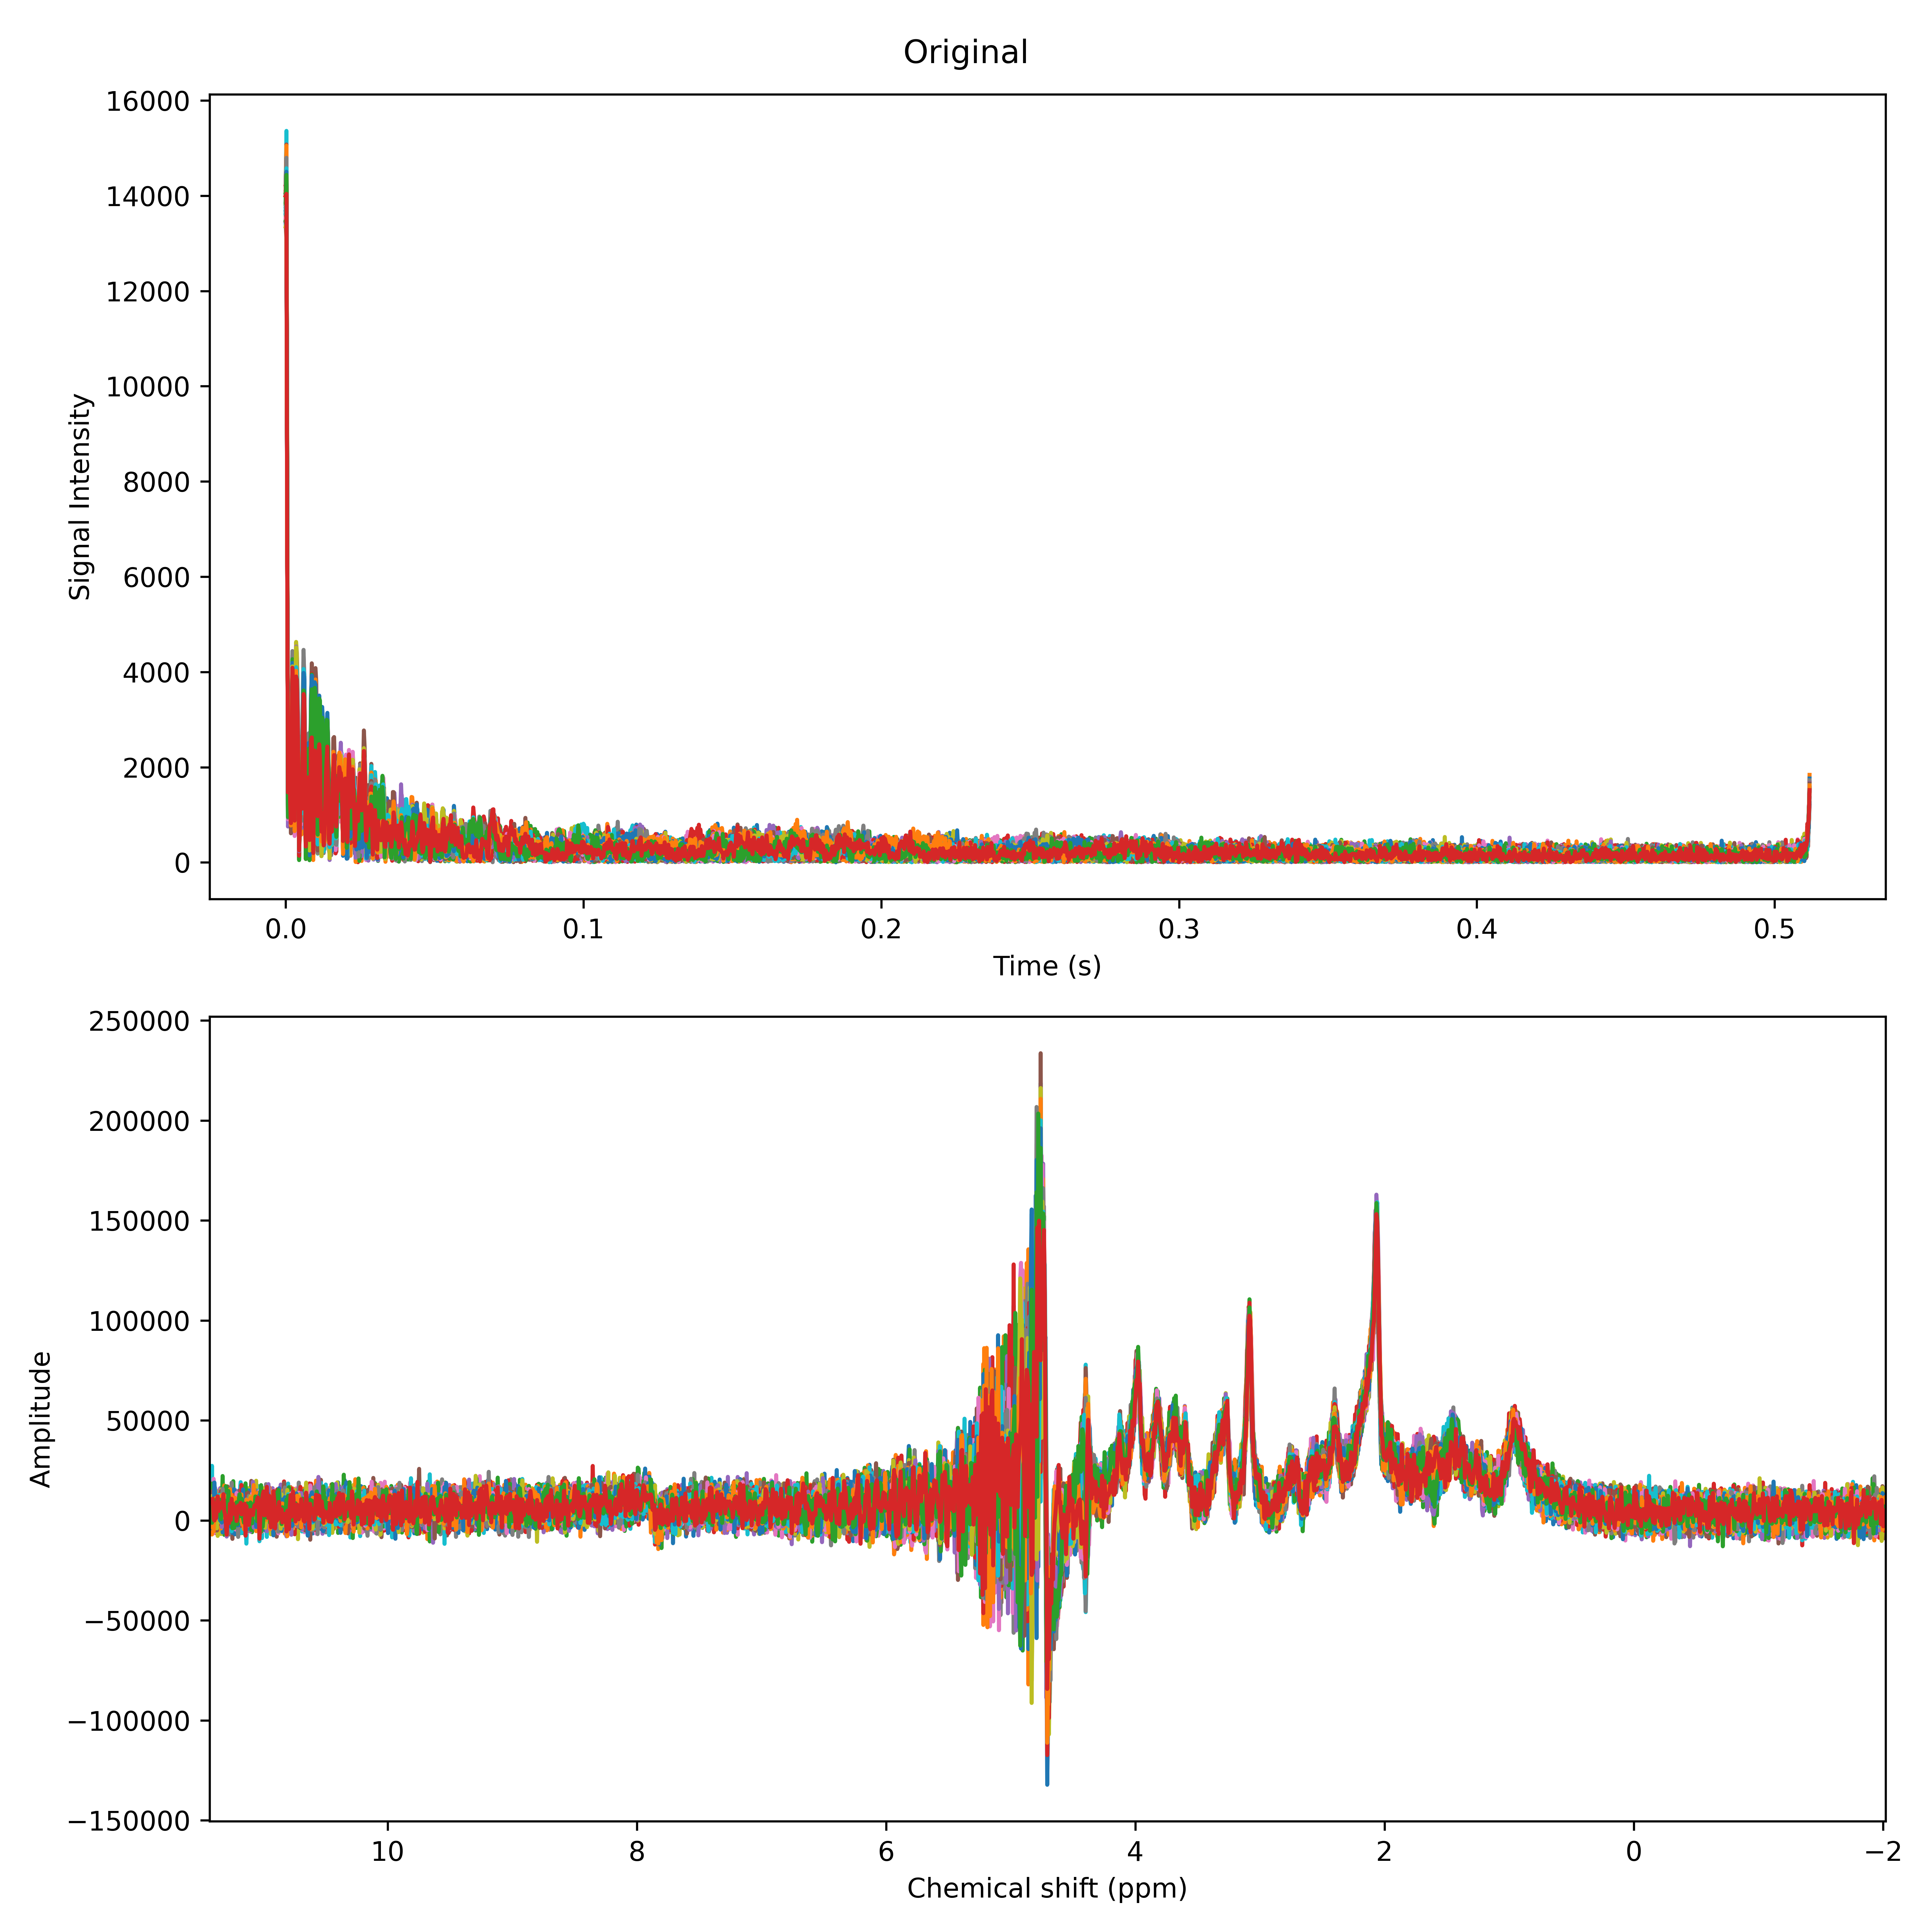 Original
16000
14000
12000
10000
8000
6000
4000
2000
0
Signal Intensity
0.0 0.1 0.2 0.3 0.4 0.5
Time (s)
250000
200000
150000
100000
50000
0
−50000
−100000
−150000
Amplitude
10 8 6 4 2 0 −2
Chemical shift (ppm)